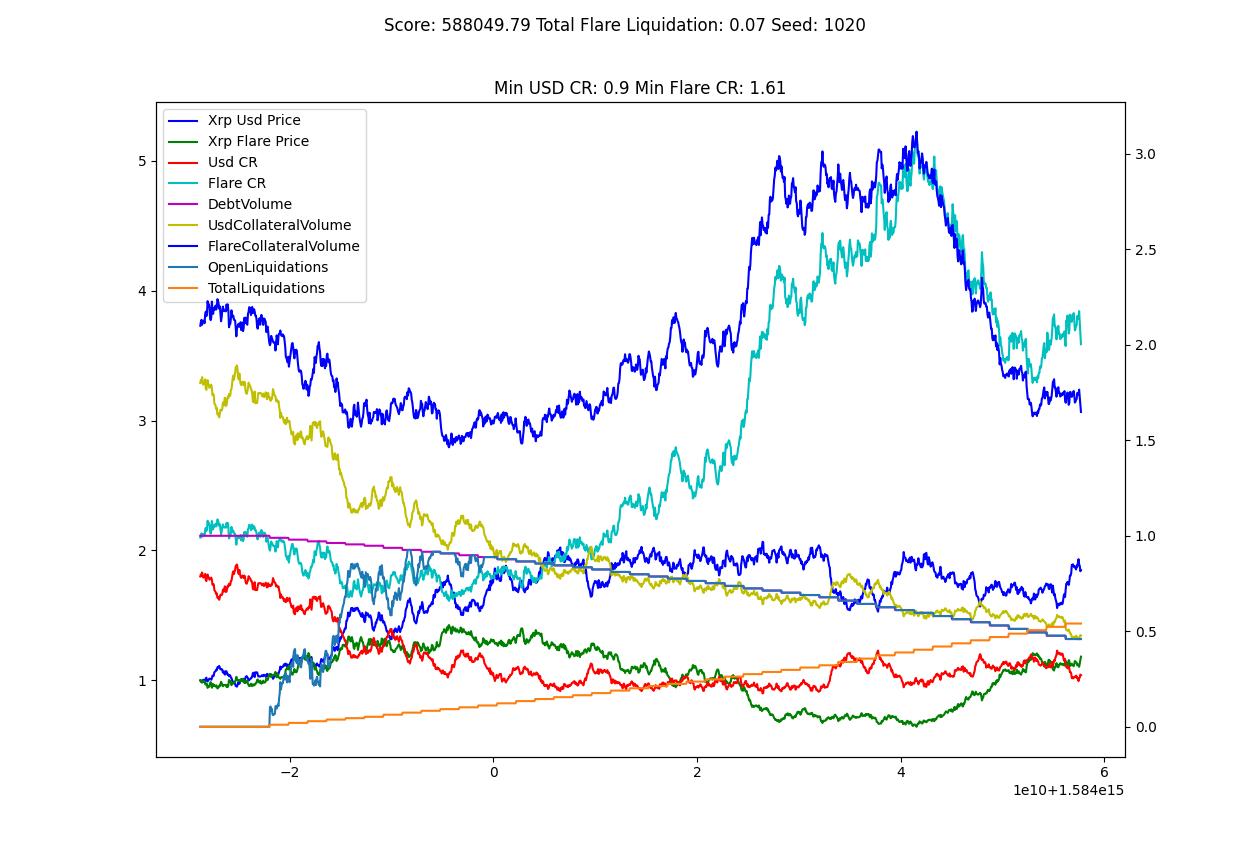 Score: 588049.79 Total Flare Liquidation: 0.07 Seed: 1020
Min USD CR: 0.9 Min Flare CR: 1.61
Xrp Usd Price
Xrp Flare Price
Usd CR
Flare CR
DebtVolume
UsdCollateralVolume
FlareCollateralVolume
OpenLiquidations
TotalLiquidations
5
4
3
2
1
3.0
2.5
2.0
1.5
1.0
0.5
0.0
−2
0
2
4
6
1e10+1.584e15